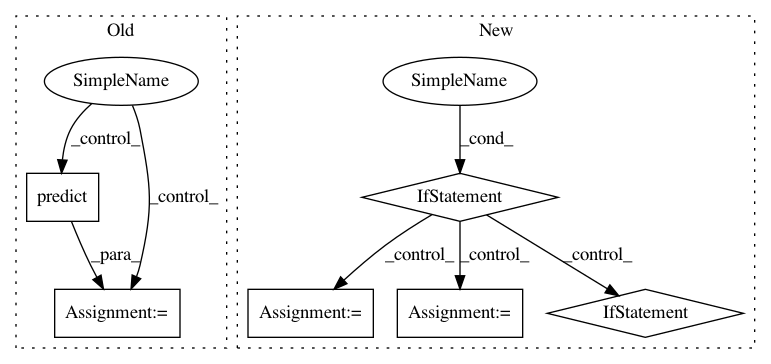 Old
New
SimpleName
SimpleName
_control_
_control_
_cond_
predict
IfStatement
_para_
_control_
_control_
_control_
Assignment:=
Assignment:=
Assignment:=
IfStatement